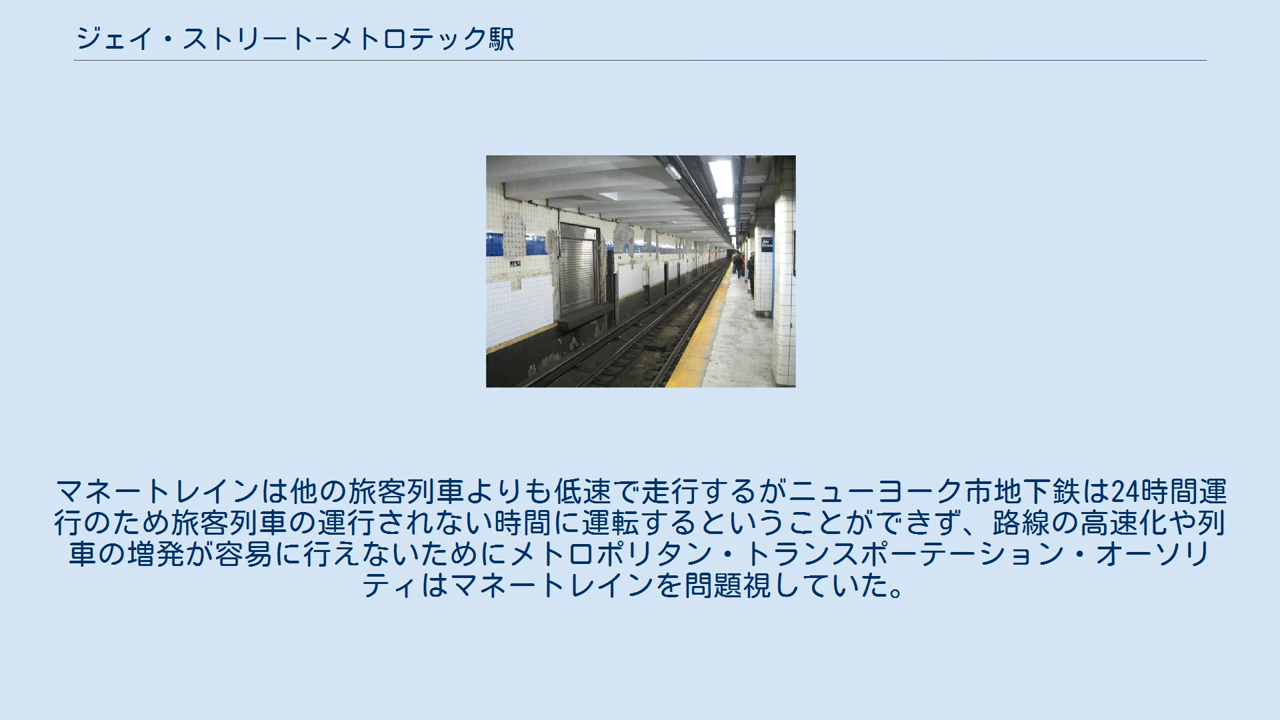 ジェイ・ストリート-メトロテック駅
マネートレインは他の旅客列車よりも低速で走行するがニューヨーク市地下鉄は24時間運
行のため旅客列車の運行されない時間に運転するということができず、路線の高速化や列
車の増発が容易に行えないためにメトロポリタン・トランスポーテーション・オーソリ
ティはマネートレインを問題視していた。